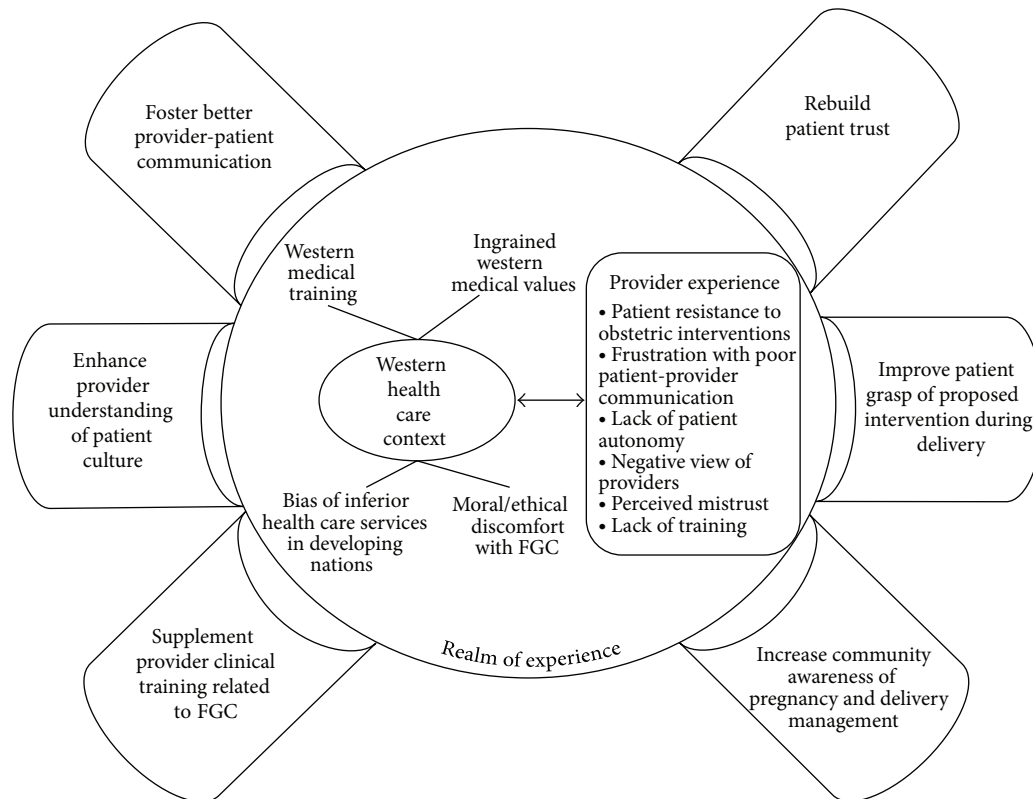 Foster better
provider-patient
communication
Rebuild
patient trust
Western
medical
training
Ingrained
western
medical values
Provider experience
• Patient resistance to
obstetric interventions
• Frustration with poor
patient-provider
communication
• Lack of patient
autonomy
• Negative view of
providers
• Perceived mistrust
• Lack of training
Enhance
provider
understanding
of patient
culture
Western
health
care
context
Improve patient
grasp of proposed
intervention during
delivery
Bias of inferior
health care services
in developing
nations
Moral/ethical
discomfort
with FGC
Supplement
provider clinical
training related
to FGC
Realm of experience
Increase community
awareness of
pregnancy and delivery
management